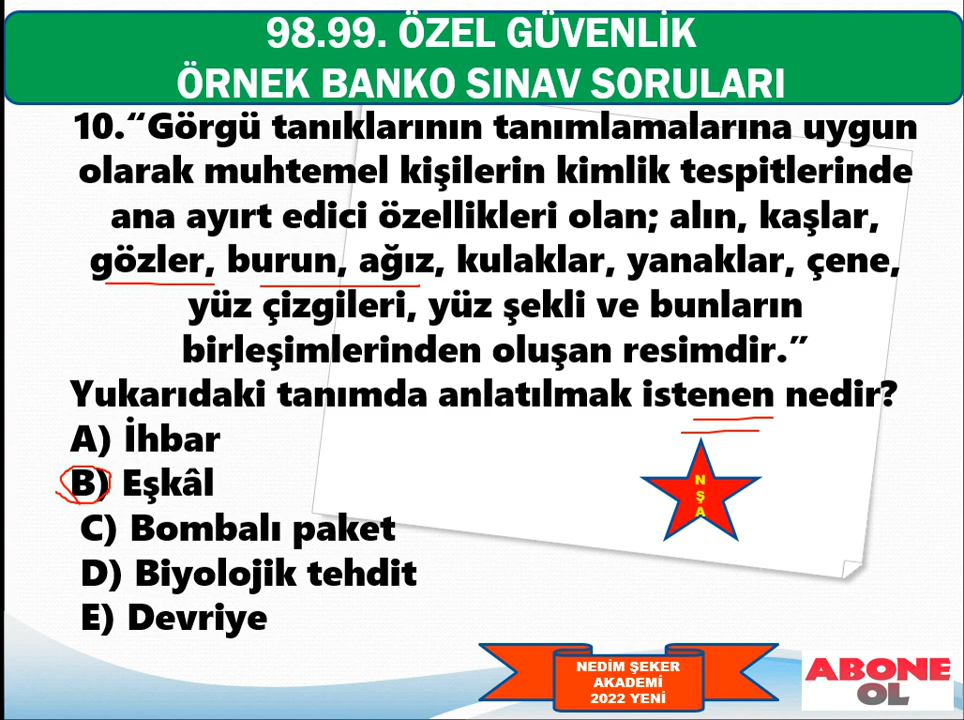 98.99. ÖZEL GÜVENLİK
ÖRNEK BANKO SINAV SORULARI
10.“Görgü tanıklarının tanımlamalarına uygun
olarak muhtemel kişilerin kimlik tespitlerinde
ana ayırt edici özellikleri olan; alın, kaşlar,
gözler, burun, ağız, kulaklar, yanaklar, çene,
yüz çizgileri, yüz şekli ve bunların
birleşimlerinden oluşan resimdir.”
Yukarıdaki tanımda anlatılmak istenen nedir?
A) İhbar
B) Eşkâl
C) Bombalı paket
D) Biyolojik tehdit
E) Devriye
N
Ş
A
NEDİM ŞEKER
AKADEMİ
2022 YENİ
ABONE
OL